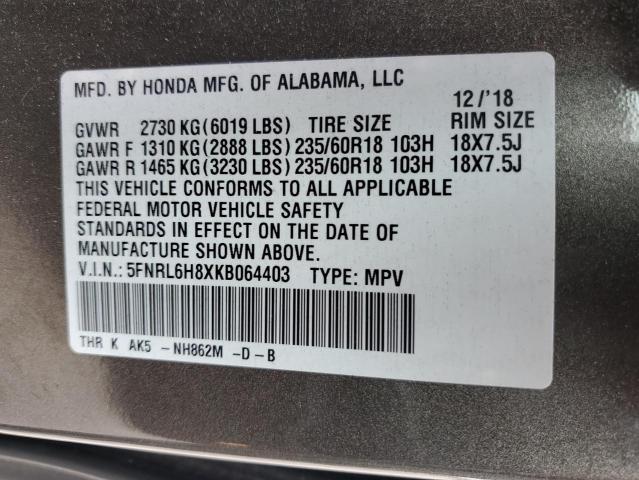 MFD. BY HONDA MFG. OF ALABAMA, LLC
12/'18
GVWR 2730 KG(6019 LBS) TIRE SIZE RIM SIZE
GAWR F 1310 KG(2888 LBS)235/60R18 103H 18X7.5J
GAWR R 1465 KG(3230 LBS)235/60R18 103H 18X7.5J
THIS VEHICLE CONFORMS TO ALL APPLICABLE
FEDERAL MOTOR VEHICLE SAFETY
STANDARDS IN EFFECT ON THE DATE OF
MANUFACTURE SHOWN ABOVE.
V.I.N.: 5FNRL6H8XKB064403 TYPE: MPV
THR K AK5 -NH862M -D-B